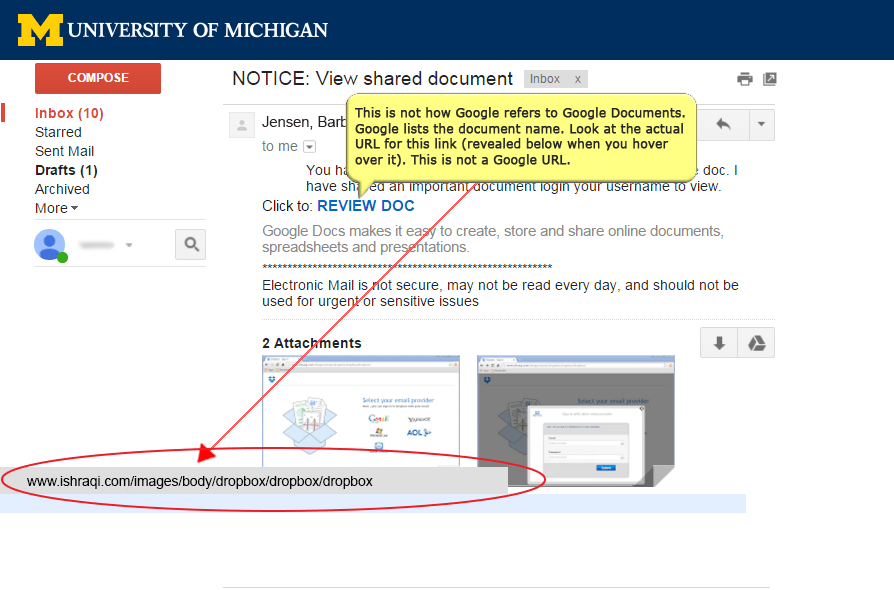 UNIVERSITY OF MICHIGAN
COMPOSE
Inbox (10)
Starred
Sent Mail
Drafts (1)
Archived
More
NOTICE: View shared document
Inbox x
Jensen, Barb
to me
This is not how Google refers to Google Documents.
Google lists the document name. Look at the actual
URL for this link (revealed below when you hover
over it). This is not a Google URL.
You ha
doc. I
have shared an important document login your username to view.
Click to: REVIEW DOC
Google Docs makes it easy to create, store and share online documents,
spreadsheets and presentations.
*********************************************************
Electronic Mail is not secure, may not be read every day, and should not be
used for urgent or sensitive issues
2 Attachments
Select your email provider
Gmail YAHOO!
Windows AOL
Select your email provider
www.ishraqi.com/images/body/dropbox/dropbox/dropbox